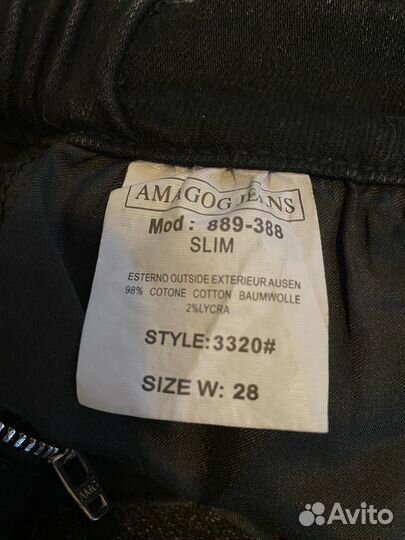 AMAGOG JEANS
Mod: 889-388
SLIM
ESTERNO OUTSIDE EXTERIEUR AUSEN
98% COTONE COTTON BAUMWOLLE
2%LYCRA
STYLE:3320#
SIZE W: 28
AMG
Avito